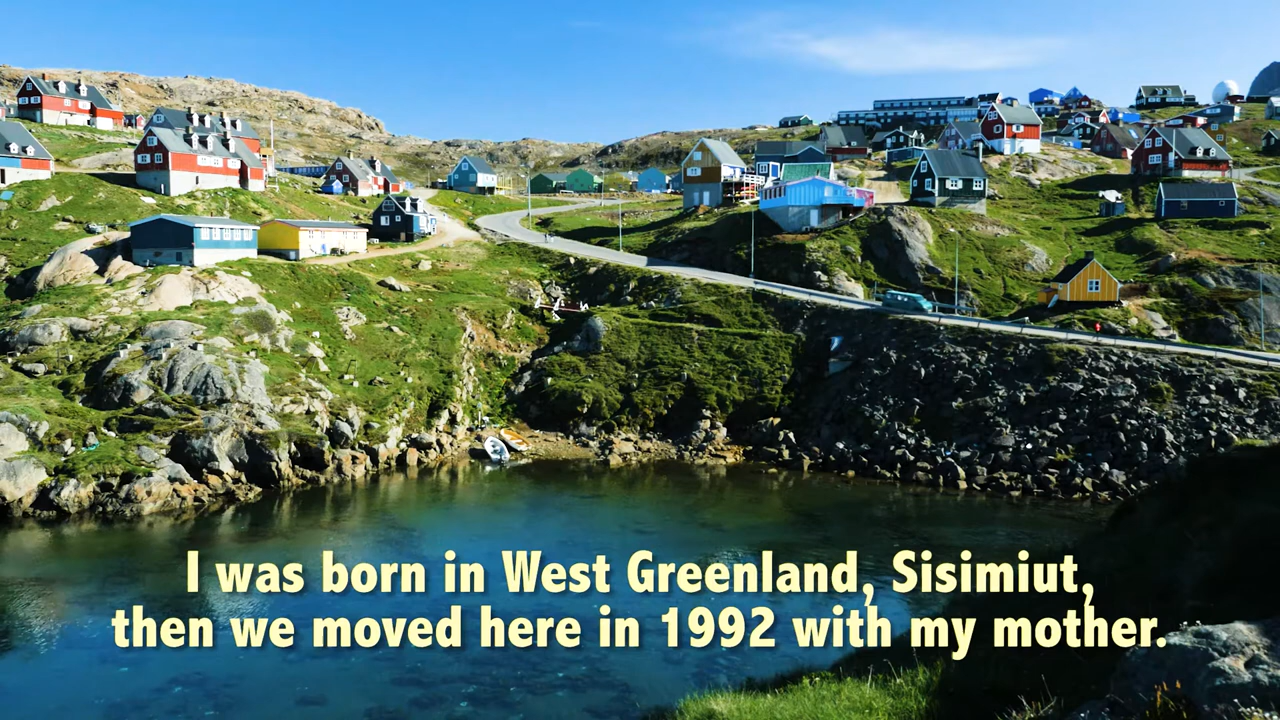 I was born in West Greenland, Sisimiut,
then we moved here in 1992 with my mother.